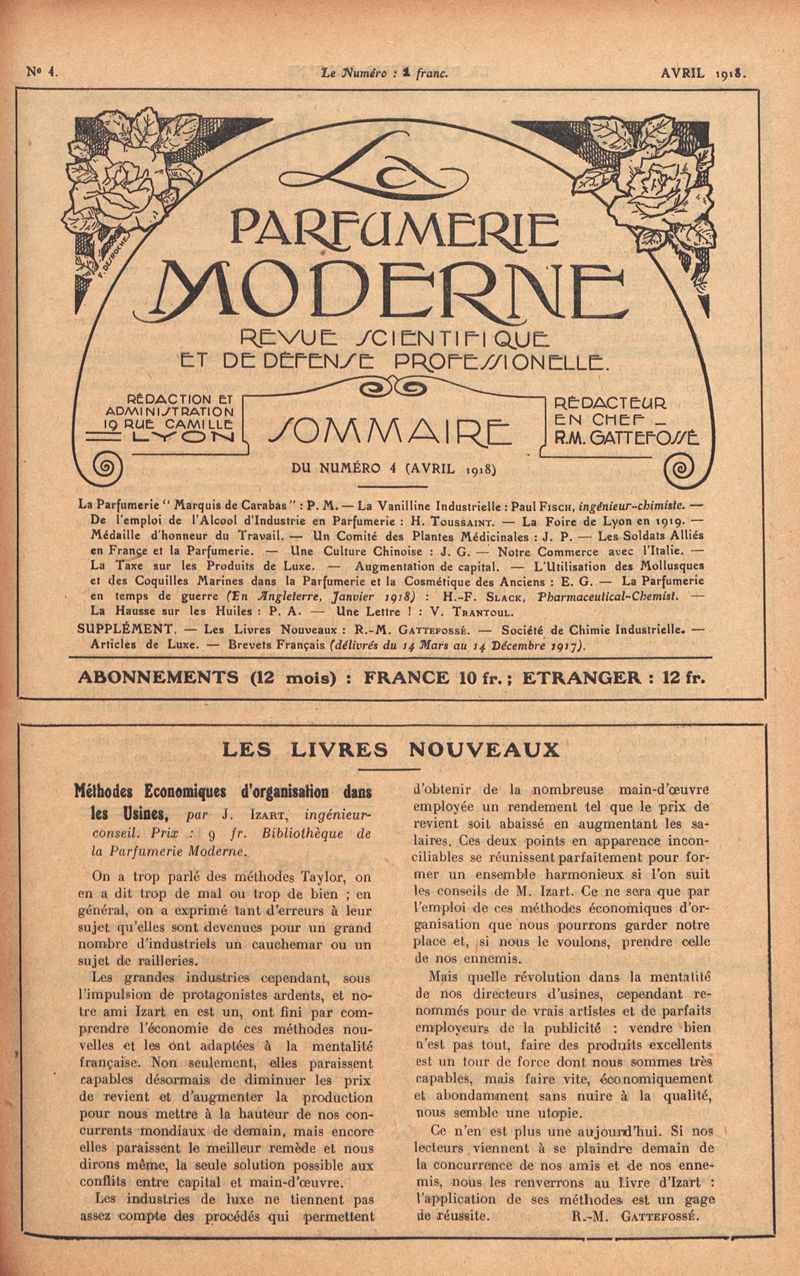 Nº 4.
Le Numéro : 1 franc.
AVRIL 1918.
F. DESROCHES
La
PARFUMERIE
MODERNE
REVUE SCIENTIFIQUE
ET DE DÉFENSE PROFESSIONELLE.
RÉDACTION ET
ADMINISTRATION
19 RUE CAMILLE
LYON
SOMMAIRE
RÉDACTEUR
EN CHEF _
R.M. GATTEFOSSÉ.
DU NUMÉRO 4 (AVRIL 1918)
La Parfumerie “ Marquis de Carabas ” : P. M. — La Vanilline Industrielle : Paul FISCH, ingénieur-chimiste. —
De l'emploi de l'Alcool d'Industrie en Parfumerie : H. TOUSSAINT. — La Foire de Lyon en 1919. —
Médaille d'honneur du Travail. — Un Comité des Plantes Médicinales : J. P. — Les Soldats Alliés
en France et la Parfumerie. — Une Culture Chinoise : J. G. — Notre Commerce avec l'Italie. —
La Taxe sur les Produits de Luxe. — Augmentation de capital. — L'Utilisation des Mollusques
et des Coquilles Marines dans la Parfumerie et la Cosmétique des Anciens : E. G. — La Parfumerie
en temps de guerre (En Angleterre, Janvier 1918) : H.-F. SLACK, Pharmaceutical-Chemist. —
La Hausse sur les Huiles : P. A. — Une Lettre ! : V. TRANTOUL.
SUPPLÉMENT. — Les Livres Nouveaux : R.-M. GATTEFOSSÉ. — Société de Chimie Industrielle. —
Articles de Luxe. — Brevets Français (délivrés du 14 Mars au 14 Décembre 1917).
ABONNEMENTS (12 mois) : FRANCE 10 fr. ; ETRANGER : 12 fr.
LES LIVRES NOUVEAUX
Méthodes Economiques d'organisation dans
les Usines, par J. IZART, ingénieur-
conseil. Prix : 9 fr. Bibliothèque de
la Parfumerie Moderne.
On a trop parlé des méthodes Taylor, on
en a dit trop de mal ou trop de bien ; en
général, on a exprimé tant d'erreurs à leur
sujet qu'elles sont devenues pour un grand
nombre d'industriels un cauchemar ou un
sujet de railleries.
Les grandes industries cependant, sous
l'impulsion de protagonistes ardents, et no-
tre ami Izart en est un, ont fini par com-
prendre l'économie de ces méthodes nou-
velles et les ont adaptées à la mentalité
française. Non seulement, elles paraissent
capables désormais de diminuer les prix
de revient et d'augmenter la production
pour nous mettre à la hauteur de nos con-
currents mondiaux de demain, mais encore
elles paraissent le meilleur remède et nous
dirons même, la seule solution possible aux
conflits entre capital et main-d'œuvre.
Les industries de luxe ne tiennent pas
assez compte des procédés qui permettent
d'obtenir de la nombreuse main-d'œuvre
employée un rendement tel que le prix de
revient soit abaissé en augmentant les sa-
laires. Ces deux points en apparence incon-
ciliables se réunissent parfaitement pour for-
mer un ensemble harmonieux si l'on suit
les conseils de M. Izart. Ce ne sera que par
l'emploi de ces méthodes économiques d'or-
ganisation que nous pourrons garder notre
place et, si nous le voulons, prendre celle
de nos ennemis.
Mais quelle révolution dans la mentalité
de nos directeurs d'usines, cependant re-
nommés pour de vrais artistes et de parfaits
employeurs de la publicité : vendre bien
n'est pas tout, faire des produits excellents
est un tour de force dont nous sommes très
capables, mais faire vite, économiquement
et abondamment sans nuire à la qualité,
nous semble une utopie.
Ce n'en est plus une aujourd'hui. Si nos
lecteurs viennent à se plaindre demain de
la concurrence de nos amis et de nos enne-
mis, nous les renverrons au livre d'Izart :
l'application de ses méthodes est un gage
de réussite. R.-M. GATTEFOSSÉ.